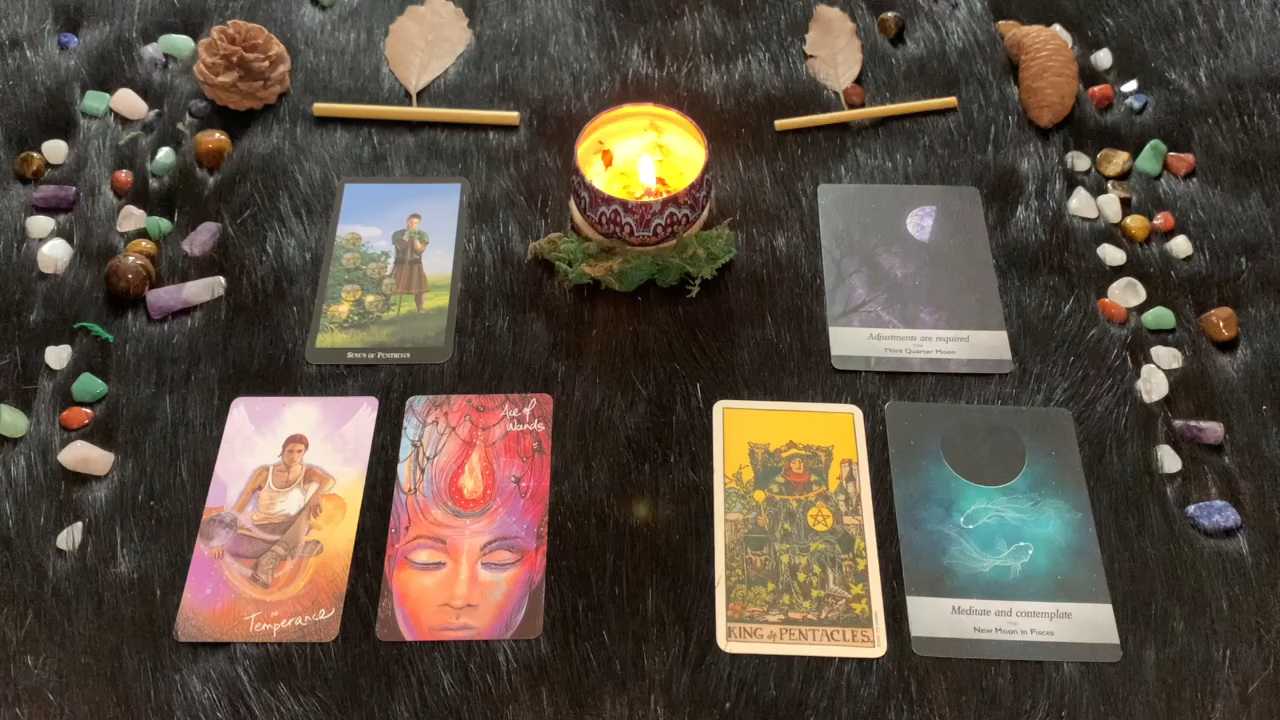 Seven of Pentacles
Adjustments are required
Third Quarter Moon
Temperance
Ace of
Wands
KING of PENTACLES.
Meditate and contemplate
New Moon in Pisces